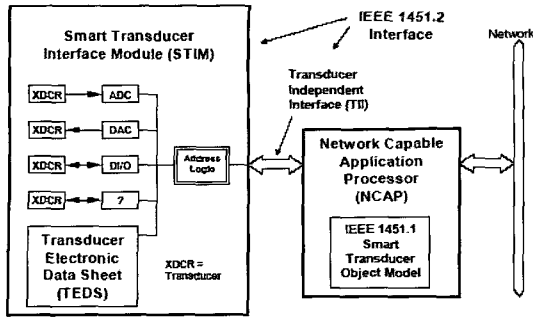 Smart Transducer
Interface Module (STIM)
IEEE 1451.2
Interface
Network
Transducer
Independent
Interface (TII)
XDCR
ADC
XDCR
DAC
XDCR
DI/O
XDCR
?
Address
Logic
Transducer
Electronic
Data Sheet
(TEDS)
XDCR =
Transducer
Network Capable
Application
Processor
(NCAP)
IEEE 1451.1
Smart
Transducer
Object Model